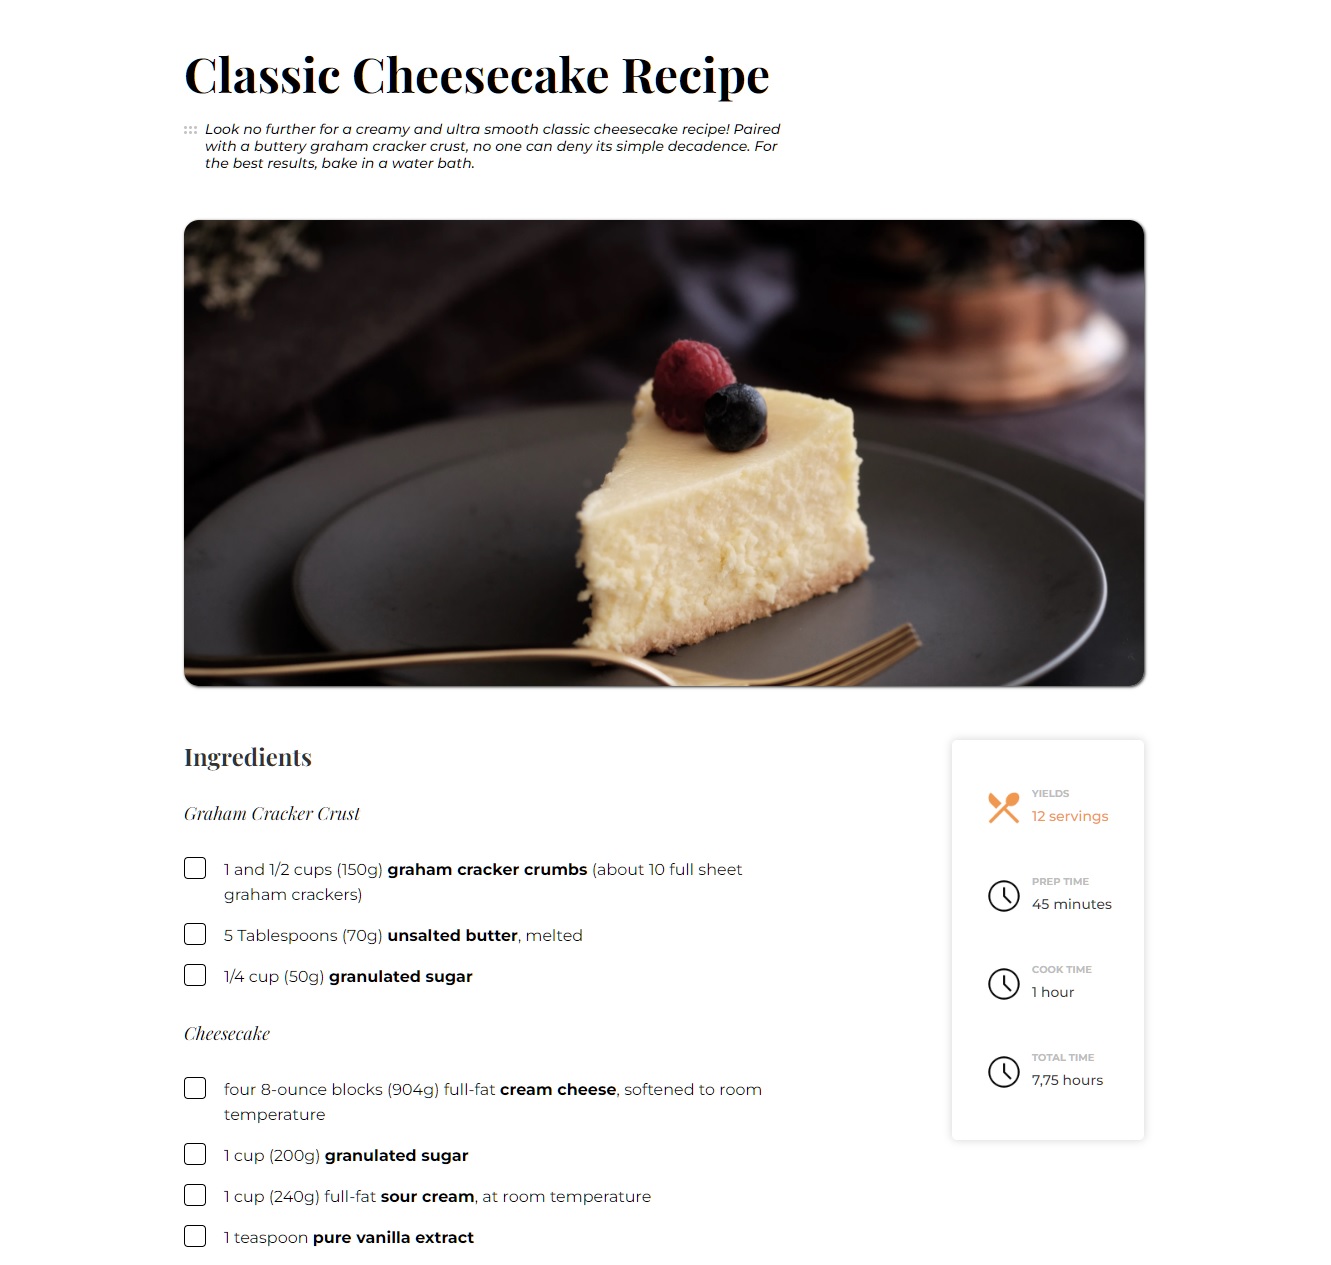 Classic Cheesecake Recipe
Look no further for a creamy and ultra smooth classic cheesecake recipe! Paired
with a buttery graham cracker crust, no one can deny its simple decadence. For
the best results, bake in a water bath.
Ingredients
Graham Cracker Crust
1 and 1/2 cups (150g) graham cracker crumbs (about 10 full sheet
graham crackers)
5 Tablespoons (70g) unsalted butter, melted
1/4 cup (50g) granulated sugar
Cheesecake
four 8-ounce blocks (904g) full-fat cream cheese, softened to room
temperature
1 cup (200g) granulated sugar
1 cup (240g) full-fat sour cream, at room temperature
1 teaspoon pure vanilla extract
YIELDS
12 servings
PREP TIME
45 minutes
COOK TIME
1 hour
TOTAL TIME
7,75 hours